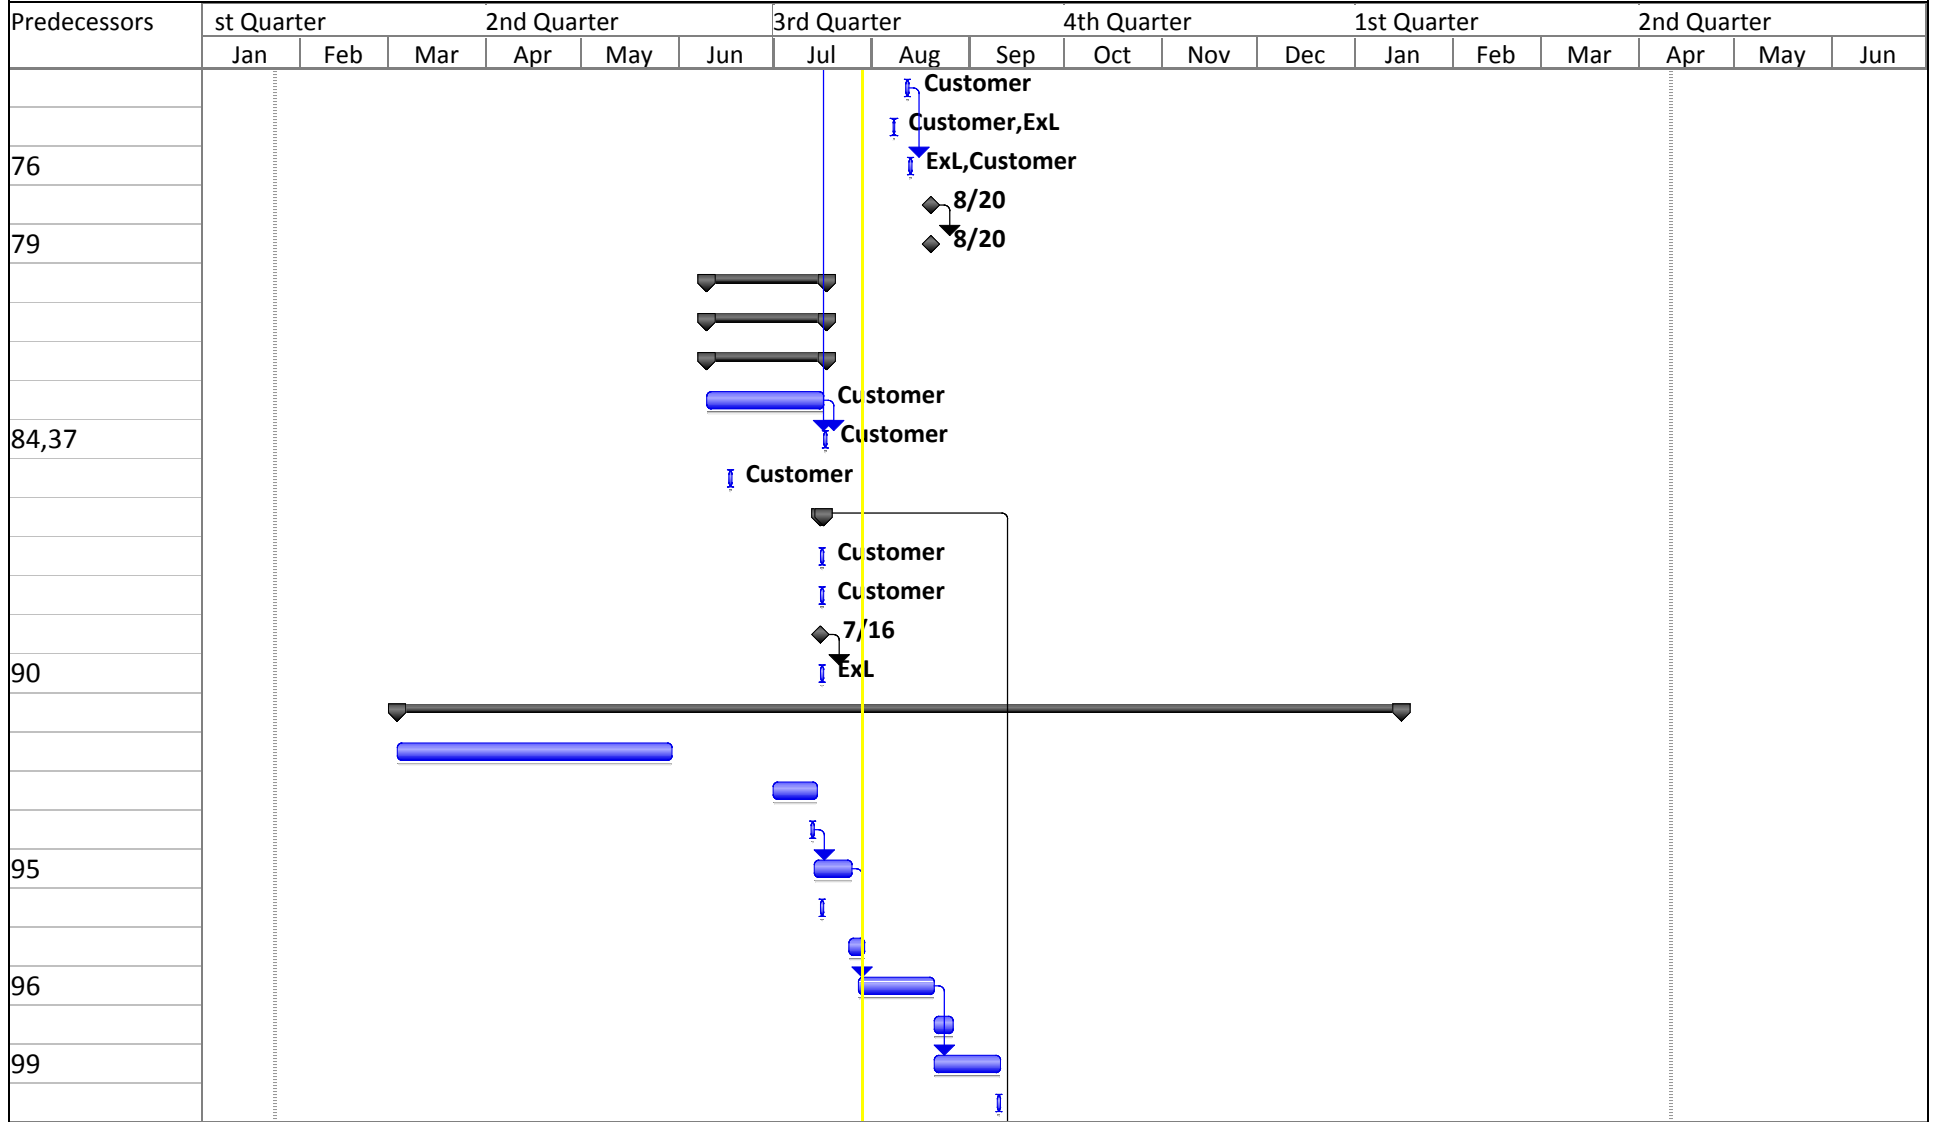 Predecessors st Quarter 2nd Quarter 3rd Quarter 4th Quarter 1st Quarter 2nd Quarter
Jan Feb Mar Apr May Jun Jul Aug Sep Oct Nov Dec Jan Feb Mar Apr May Jun
Customer
Customer,ExL
76 ExL,Customer
8/20
79 8/20
Customer
84,37 Customer
Customer
Customer
Customer
7/16
90 ExL
95
96
99